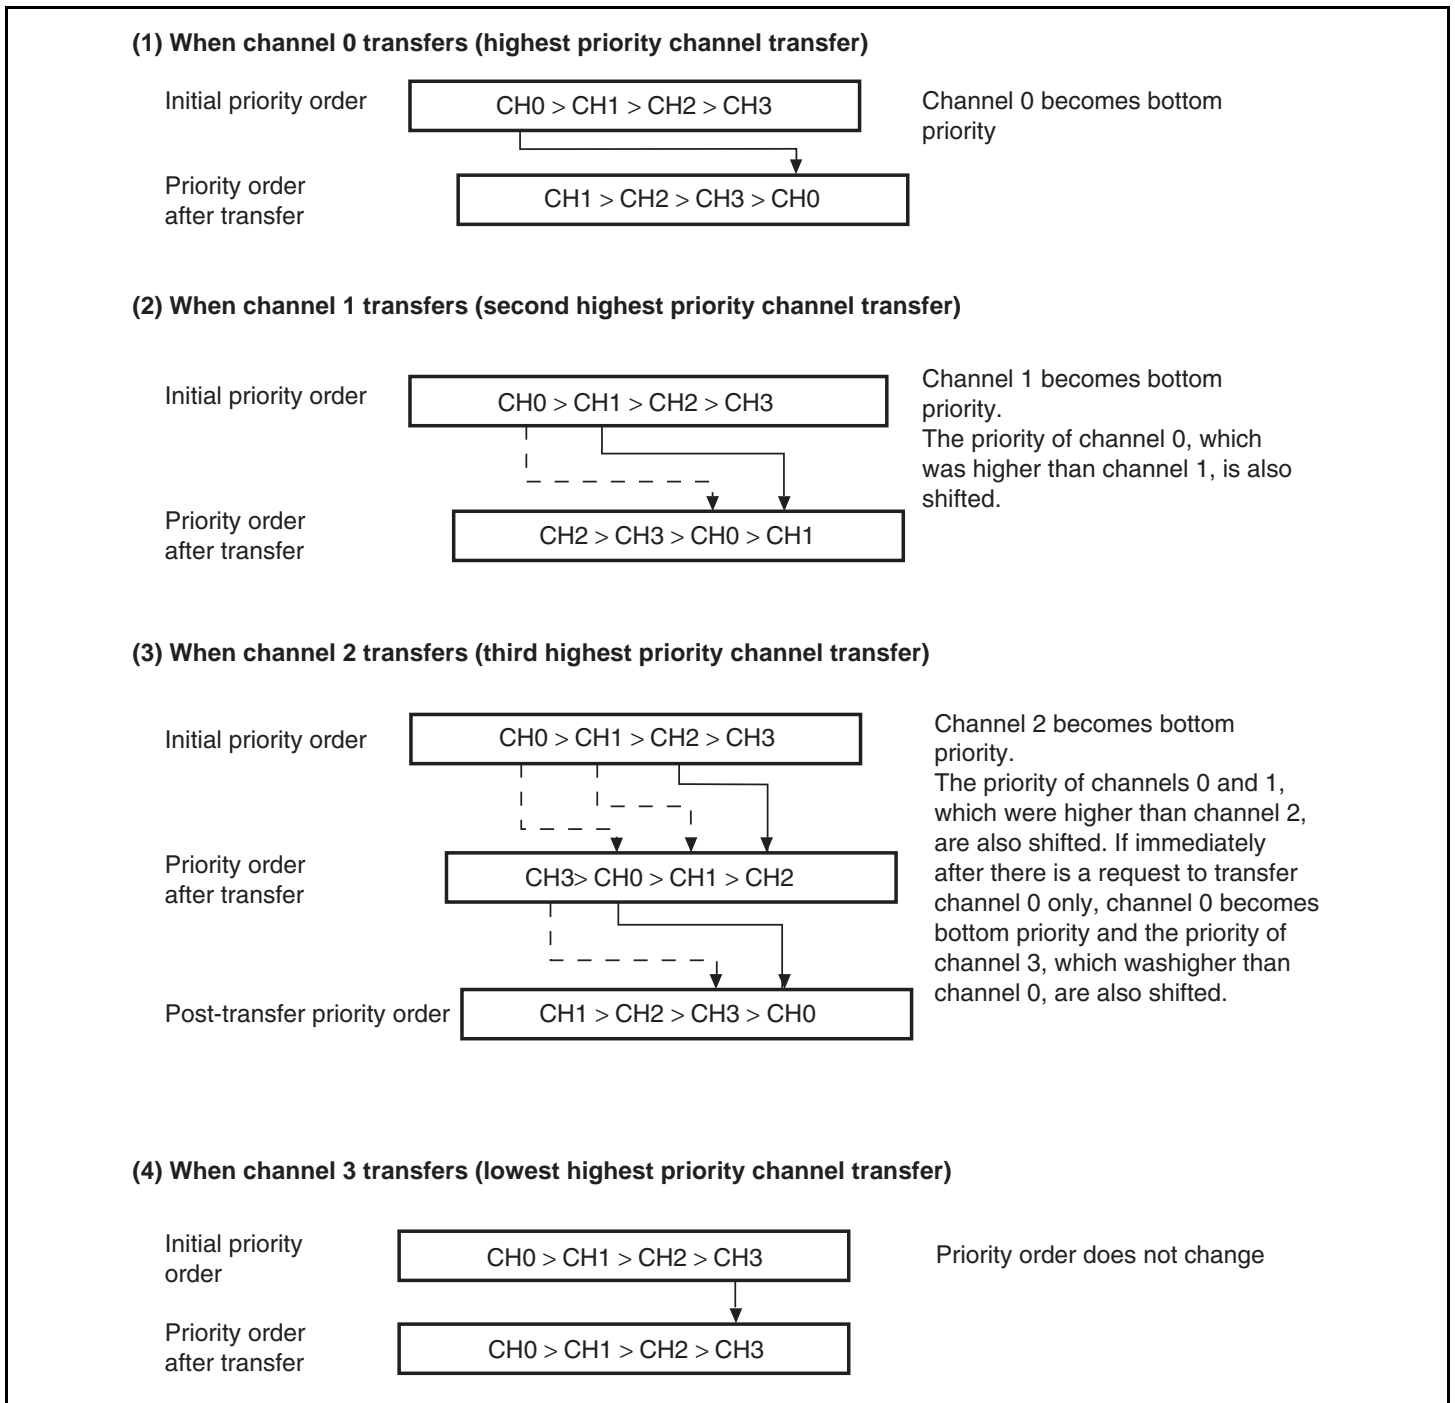 (1) When channel 0 transfers (highest priority channel transfer)
Initial priority order
CH0 > CH1 > CH2 > CH3
Channel 0 becomes bottom
priority
Priority order
after transfer
CH1 > CH2 > CH3 > CH0
(2) When channel 1 transfers (second highest priority channel transfer)
Initial priority order
CH0 > CH1 > CH2 > CH3
Channel 1 becomes bottom
priority.
The priority of channel 0, which
was higher than channel 1, is also
shifted.
Priority order
after transfer
CH2 > CH3 > CH0 > CH1
(3) When channel 2 transfers (third highest priority channel transfer)
Initial priority order
CH0 > CH1 > CH2 > CH3
Channel 2 becomes bottom
priority.
The priority of channels 0 and 1,
which were higher than channel 2,
are also shifted. If immediately
after there is a request to transfer
channel 0 only, channel 0 becomes
bottom priority and the priority of
channel 3, which washigher than
channel 0, are also shifted.
Priority order
after transfer
CH3> CH0 > CH1 > CH2
Post-transfer priority order
CH1 > CH2 > CH3 > CH0
(4) When channel 3 transfers (lowest highest priority channel transfer)
Initial priority
order
CH0 > CH1 > CH2 > CH3
Priority order does not change
Priority order
after transfer
CH0 > CH1 > CH2 > CH3